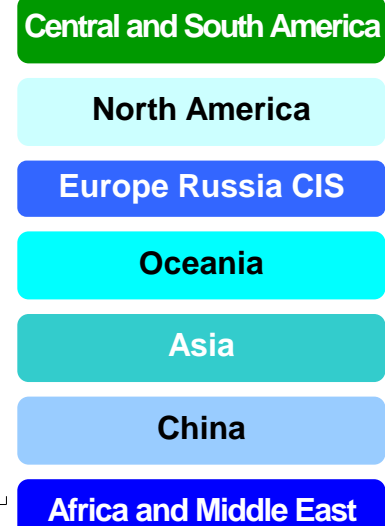 Central and South America
North America
Europe Russia CIS
Oceania
Asia
China
Africa and Middle East